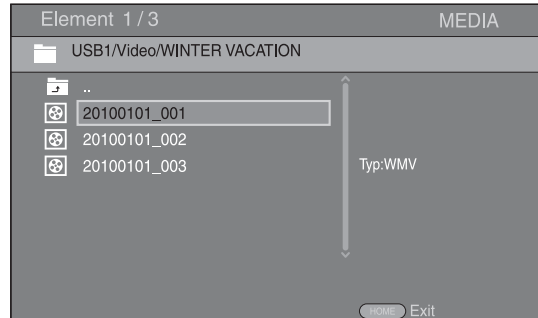 Element 1/3 MEDIA
USB1/Video/WINTER VACATION
..
20100101_001
20100101_002
20100101_003
Typ:WMV
HOME Exit